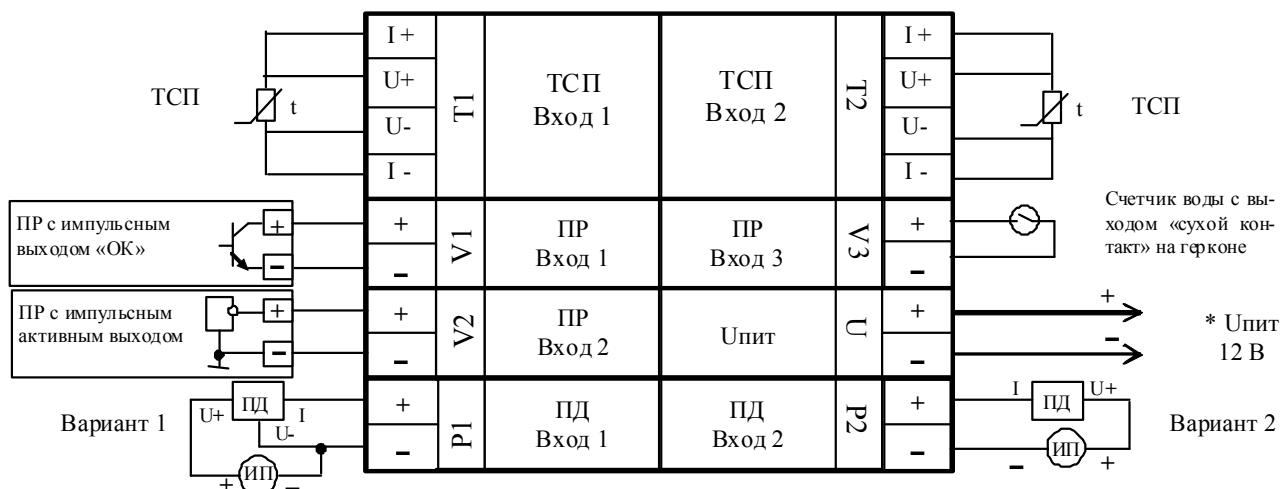 ТСП
t
I +
U+
U-
I -
T1
ТСП
Вход 1
ТСП
Вход 2
T2
I +
U+
U-
I -
t
ТСП
ПР с импульсным
выходом «ОК»
+
-
+
-
V1
ПР
Вход 1
ПР
Вход 3
V3
+
-
Счетчик воды с вы-
ходом «сухой кон-
такт» на герконе
ПР с импульсным
активным выходом
+
-
+
-
V2
ПР
Вход 2
Uпит
U
+
-
+
-
* Uпит
12 В
Вариант 1
U+
ПД
I
U-
ИП
+
-
+
-
P1
ПД
Вход 1
ПД
Вход 2
P2
+
-
I
ПД
U+
ИП
-
+
Вариант 2